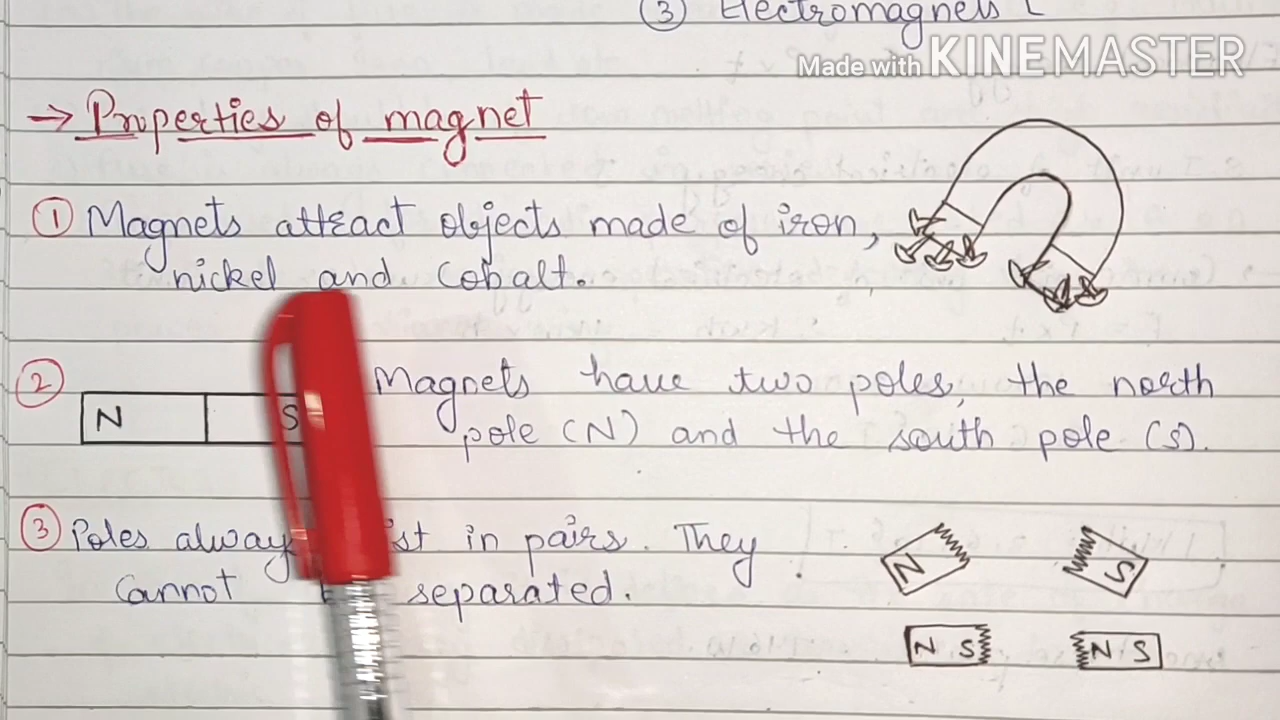 ③ Electromagnets
Made with KINEMASTER
→ Properties of magnet
① Magnets attract objects made of iron,
nickel and Cobalt.
② Magnets have two poles, the north
N S
pole (N) and the south pole (S).
③ Poles always in pairs. They
cannot separated.
N S
N S N S